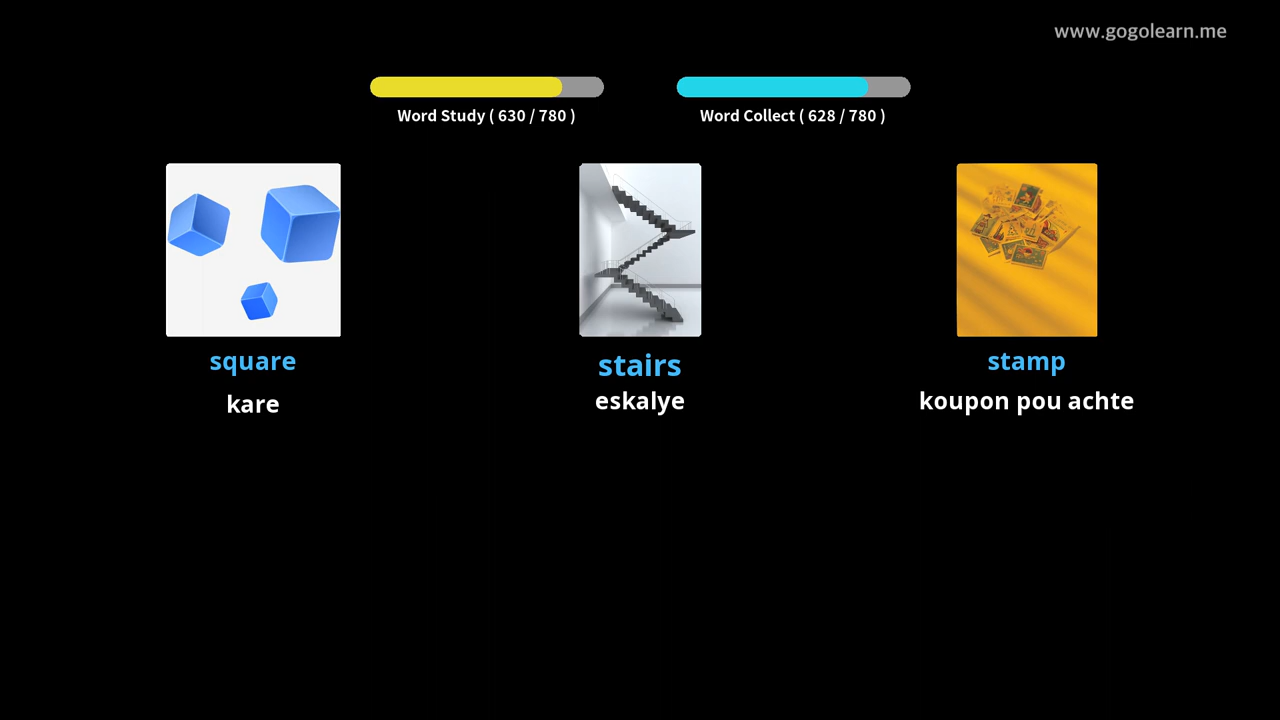 www.gogolearn.me
Word Study ( 630 / 780 )
Word Collect ( 628 / 780 )
square
kare
stairs
eskalye
stamp
koupon pou achte